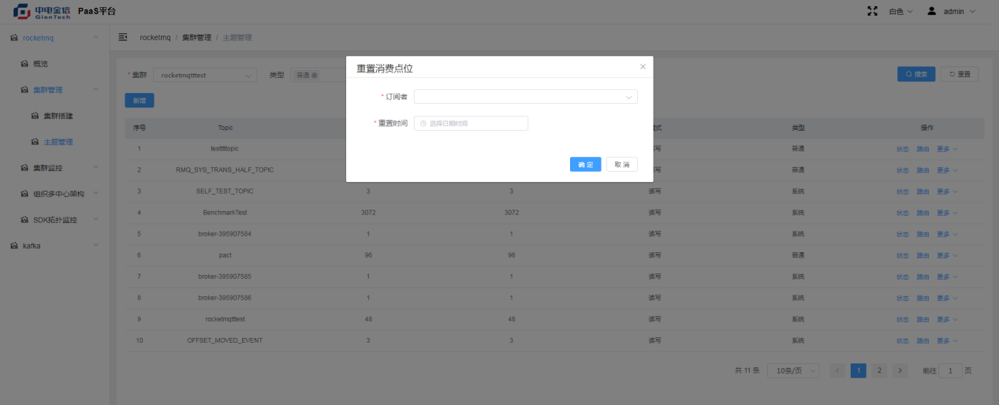 中电金信 GienTech PaaS平台 白色 admin
rocketmq
rocketmq / 集群管理 / 主题管理
概览
集群管理
集群搭建
主题管理
集群监控
组织多中心架构
SDK拓扑监控
kafka
* 集群 rocketmqtttest 类型 普通 搜索 重置
新增
重置消费点位
* 订阅者
* 重置时间 选择日期时间
确定 取消
序号 Topic 类型 操作
1 普通 状态 路由 更多
2 RMQ_SYS_TRANS_HALF_TOPIC 普通 状态 路由 更多
3 SELF_TEST_TOPIC 3 3 读写 系统 状态 路由 更多
4 BenchmarkTest 3072 3072 读写 系统 状态 路由 更多
5 broker-395907584 1 1 读写 系统 状态 路由 更多
6 pact 96 96 读写 普通 状态 路由 更多
7 broker-395907585 1 1 读写 系统 状态 路由 更多
8 broker-395907586 1 1 读写 系统 状态 路由 更多
9 rocketmqtttest 48 48 读写 系统 状态 路由 更多
10 OFFSET_MOVED_EVENT 3 3 读写 系统 状态 路由 更多
共 11 条 10条/页 1 2 前往 1 页